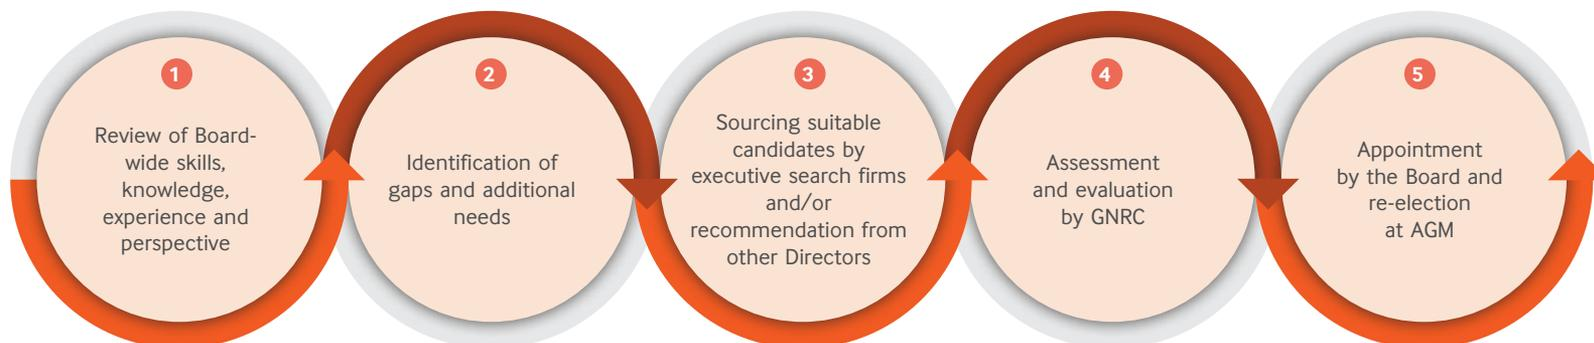 1
Review of Board-
wide skills,
knowledge,
experience and
perspective
2
Identification of
gaps and additional
needs
3
Sourcing suitable
candidates by
executive search firms
and/or
recommendation from
other Directors
4
Assessment
and evaluation
by GNRC
5
Appointment
by the Board and
re-election
at AGM